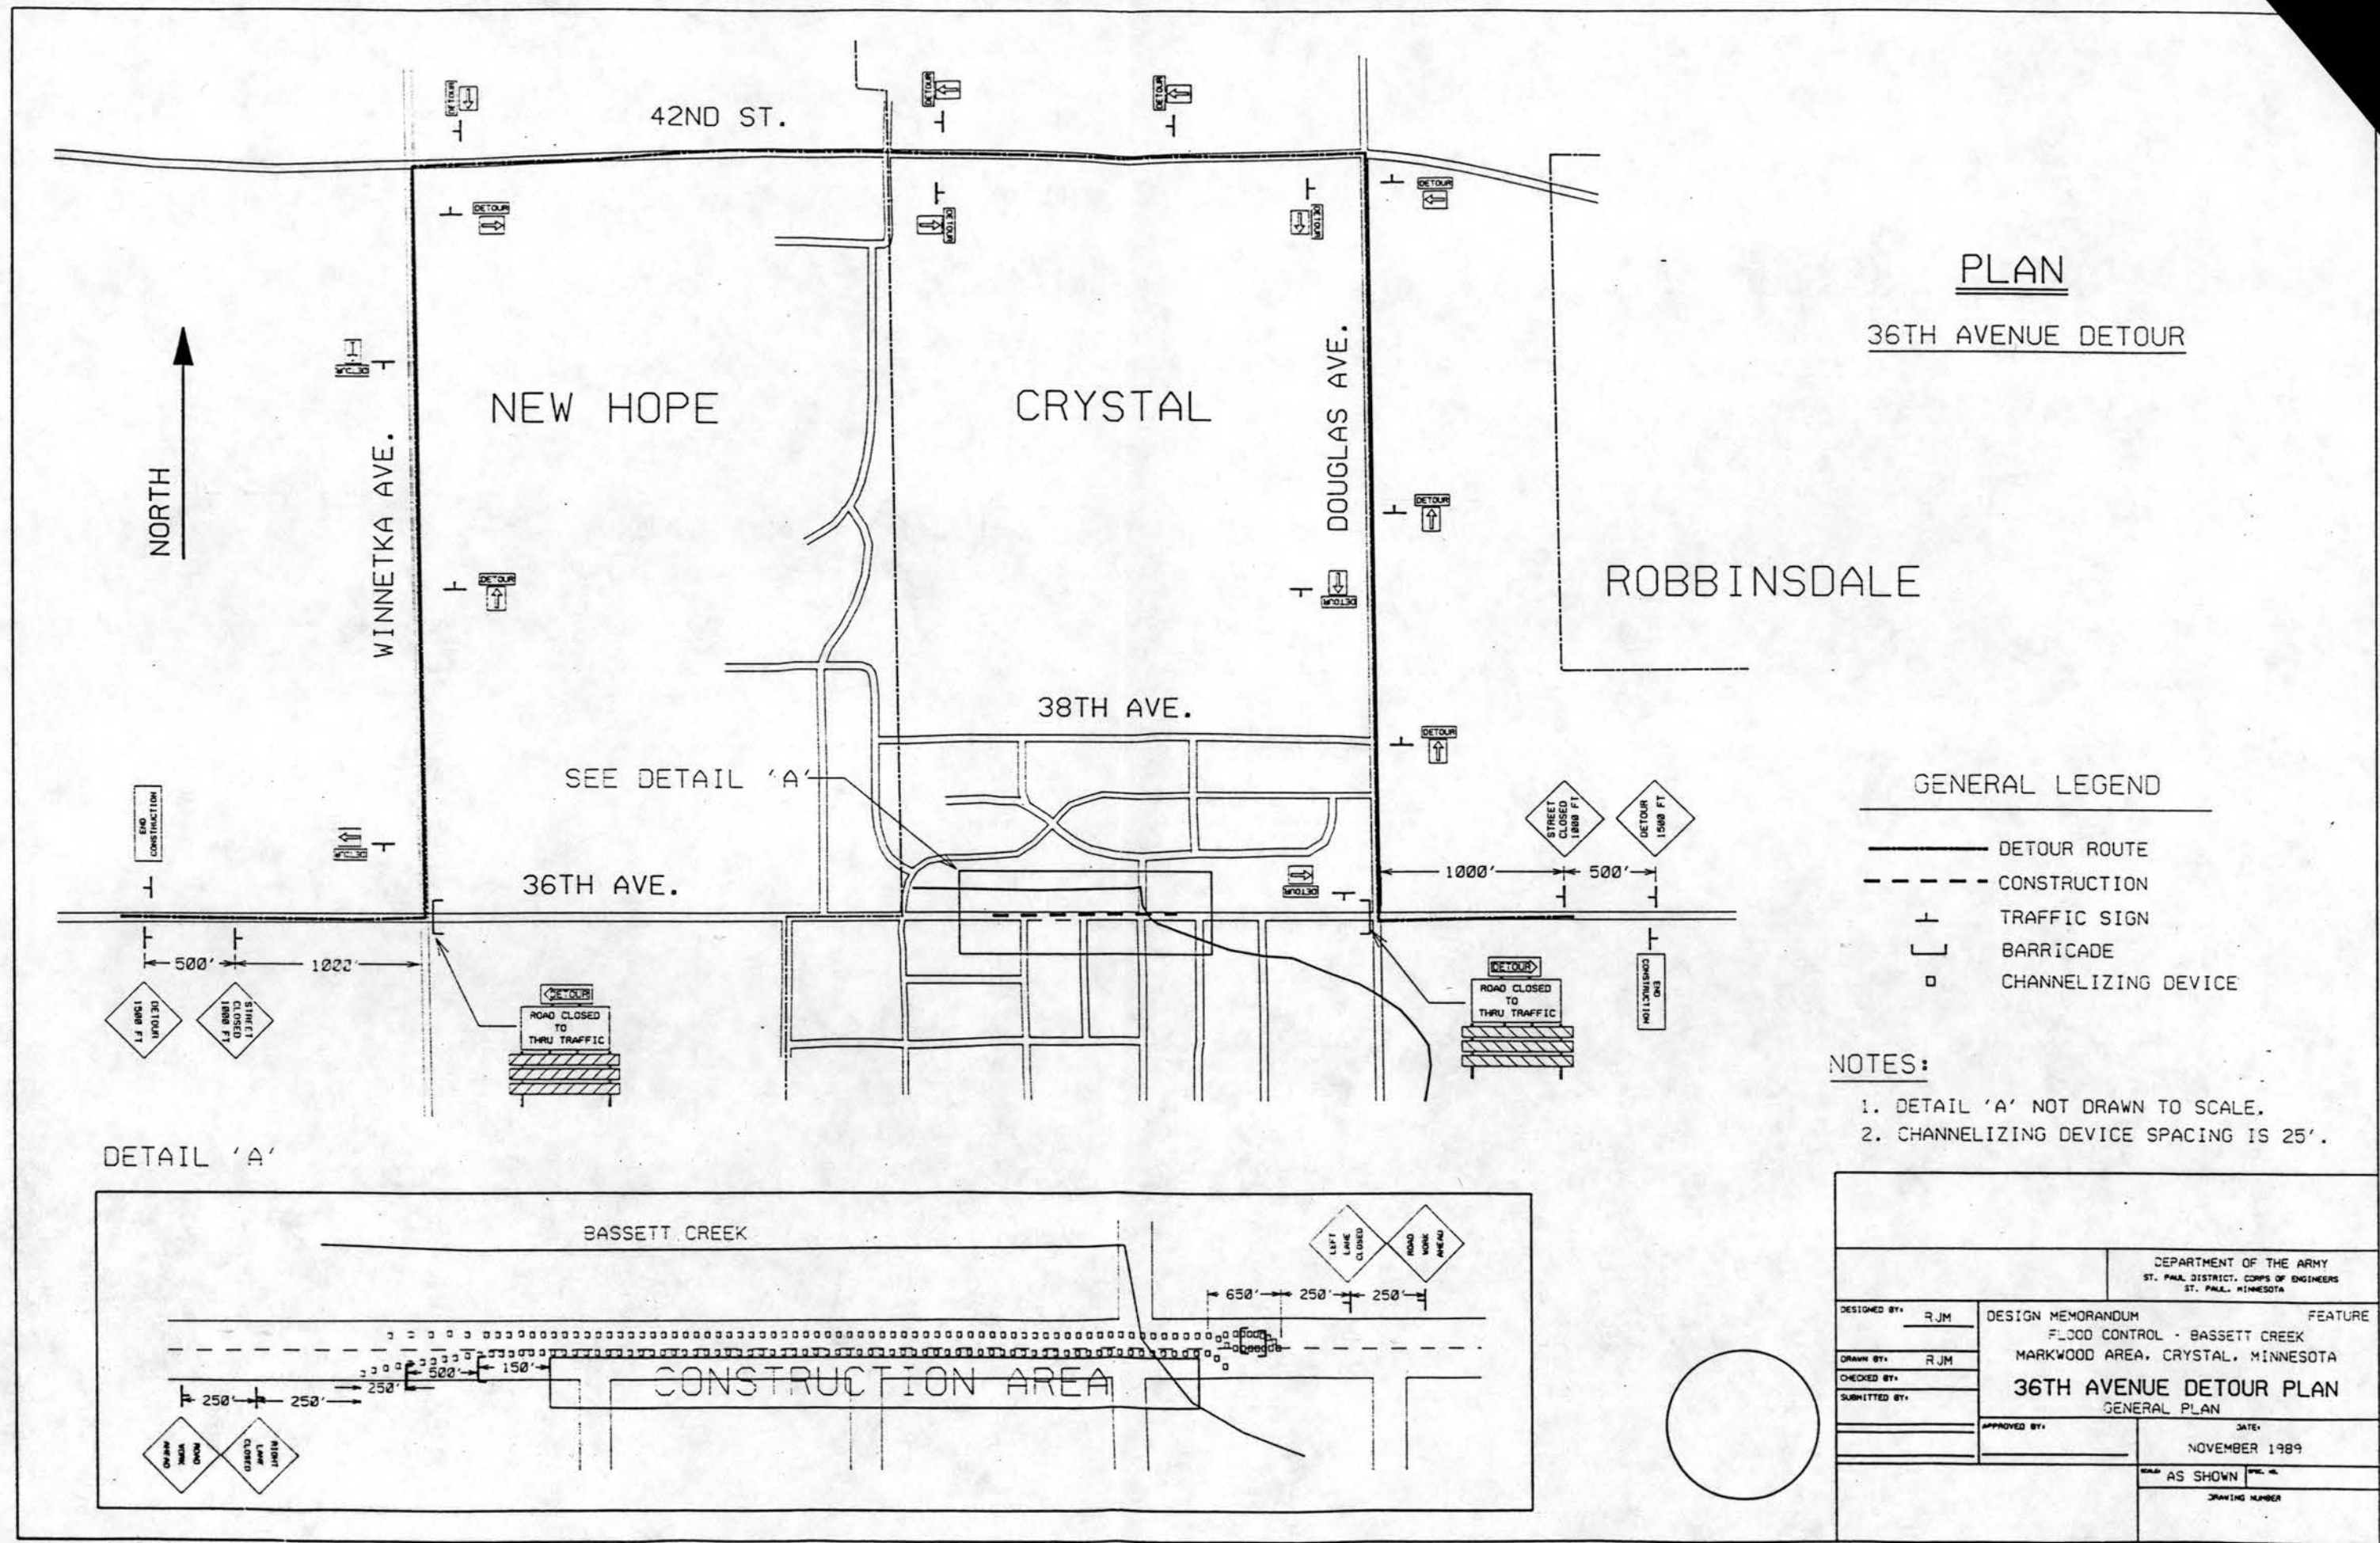 DETOUR
42ND ST.
DETOUR
DETOUR
DETOUR
DETOUR
DETOUR
DETOUR
PLAN
36TH AVENUE DETOUR
NORTH
WINNETKA AVE.
NEW HOPE
CRYSTAL
DOUGLAS AVE.
DETOUR
DETOUR
DETOUR
DETOUR
ROBBINSDALE
38TH AVE.
DETOUR
SEE DETAIL 'A'
END
CONSTRUCTION
DETOUR
36TH AVE.
DETOUR
STREET
CLOSED
1000 FT
DETOUR
1500 FT
1000'
500'
500'
DETOUR
1500 FT
STREET
CLOSED
1000 FT
DETOUR
ROAD CLOSED
TO
THRU TRAFFIC
DETOUR
ROAD CLOSED
TO
THRU TRAFFIC
END
CONSTRUCTION
GENERAL LEGEND
DETOUR ROUTE
CONSTRUCTION
TRAFFIC SIGN
BARRICADE
CHANNELIZING DEVICE
NOTES:
1. DETAIL 'A' NOT DRAWN TO SCALE.
2. CHANNELIZING DEVICE SPACING IS 25'.
DETAIL 'A'
BASSETT CREEK
LEFT
LANE
CLOSED
ROAD
WORK
AHEAD
650'
250'
250'
500'
150'
250'
250'
250'
CONSTRUCTION AREA
ROAD
WORK
AHEAD
RIGHT
LANE
CLOSED
DEPARTMENT OF THE ARMY
ST. PAUL DISTRICT, CORPS OF ENGINEERS
ST. PAUL, MINNESOTA
DESIGNED BY: RJM
DRAWN BY: RJM
CHECKED BY:
SUBMITTED BY:
DESIGN MEMORANDUM FEATURE
FLOOD CONTROL - BASSETT CREEK
MARKWOOD AREA, CRYSTAL, MINNESOTA
36TH AVENUE DETOUR PLAN
GENERAL PLAN
APPROVED BY:
DATE:
NOVEMBER 1989
AS SHOWN
DRAWING NUMBER